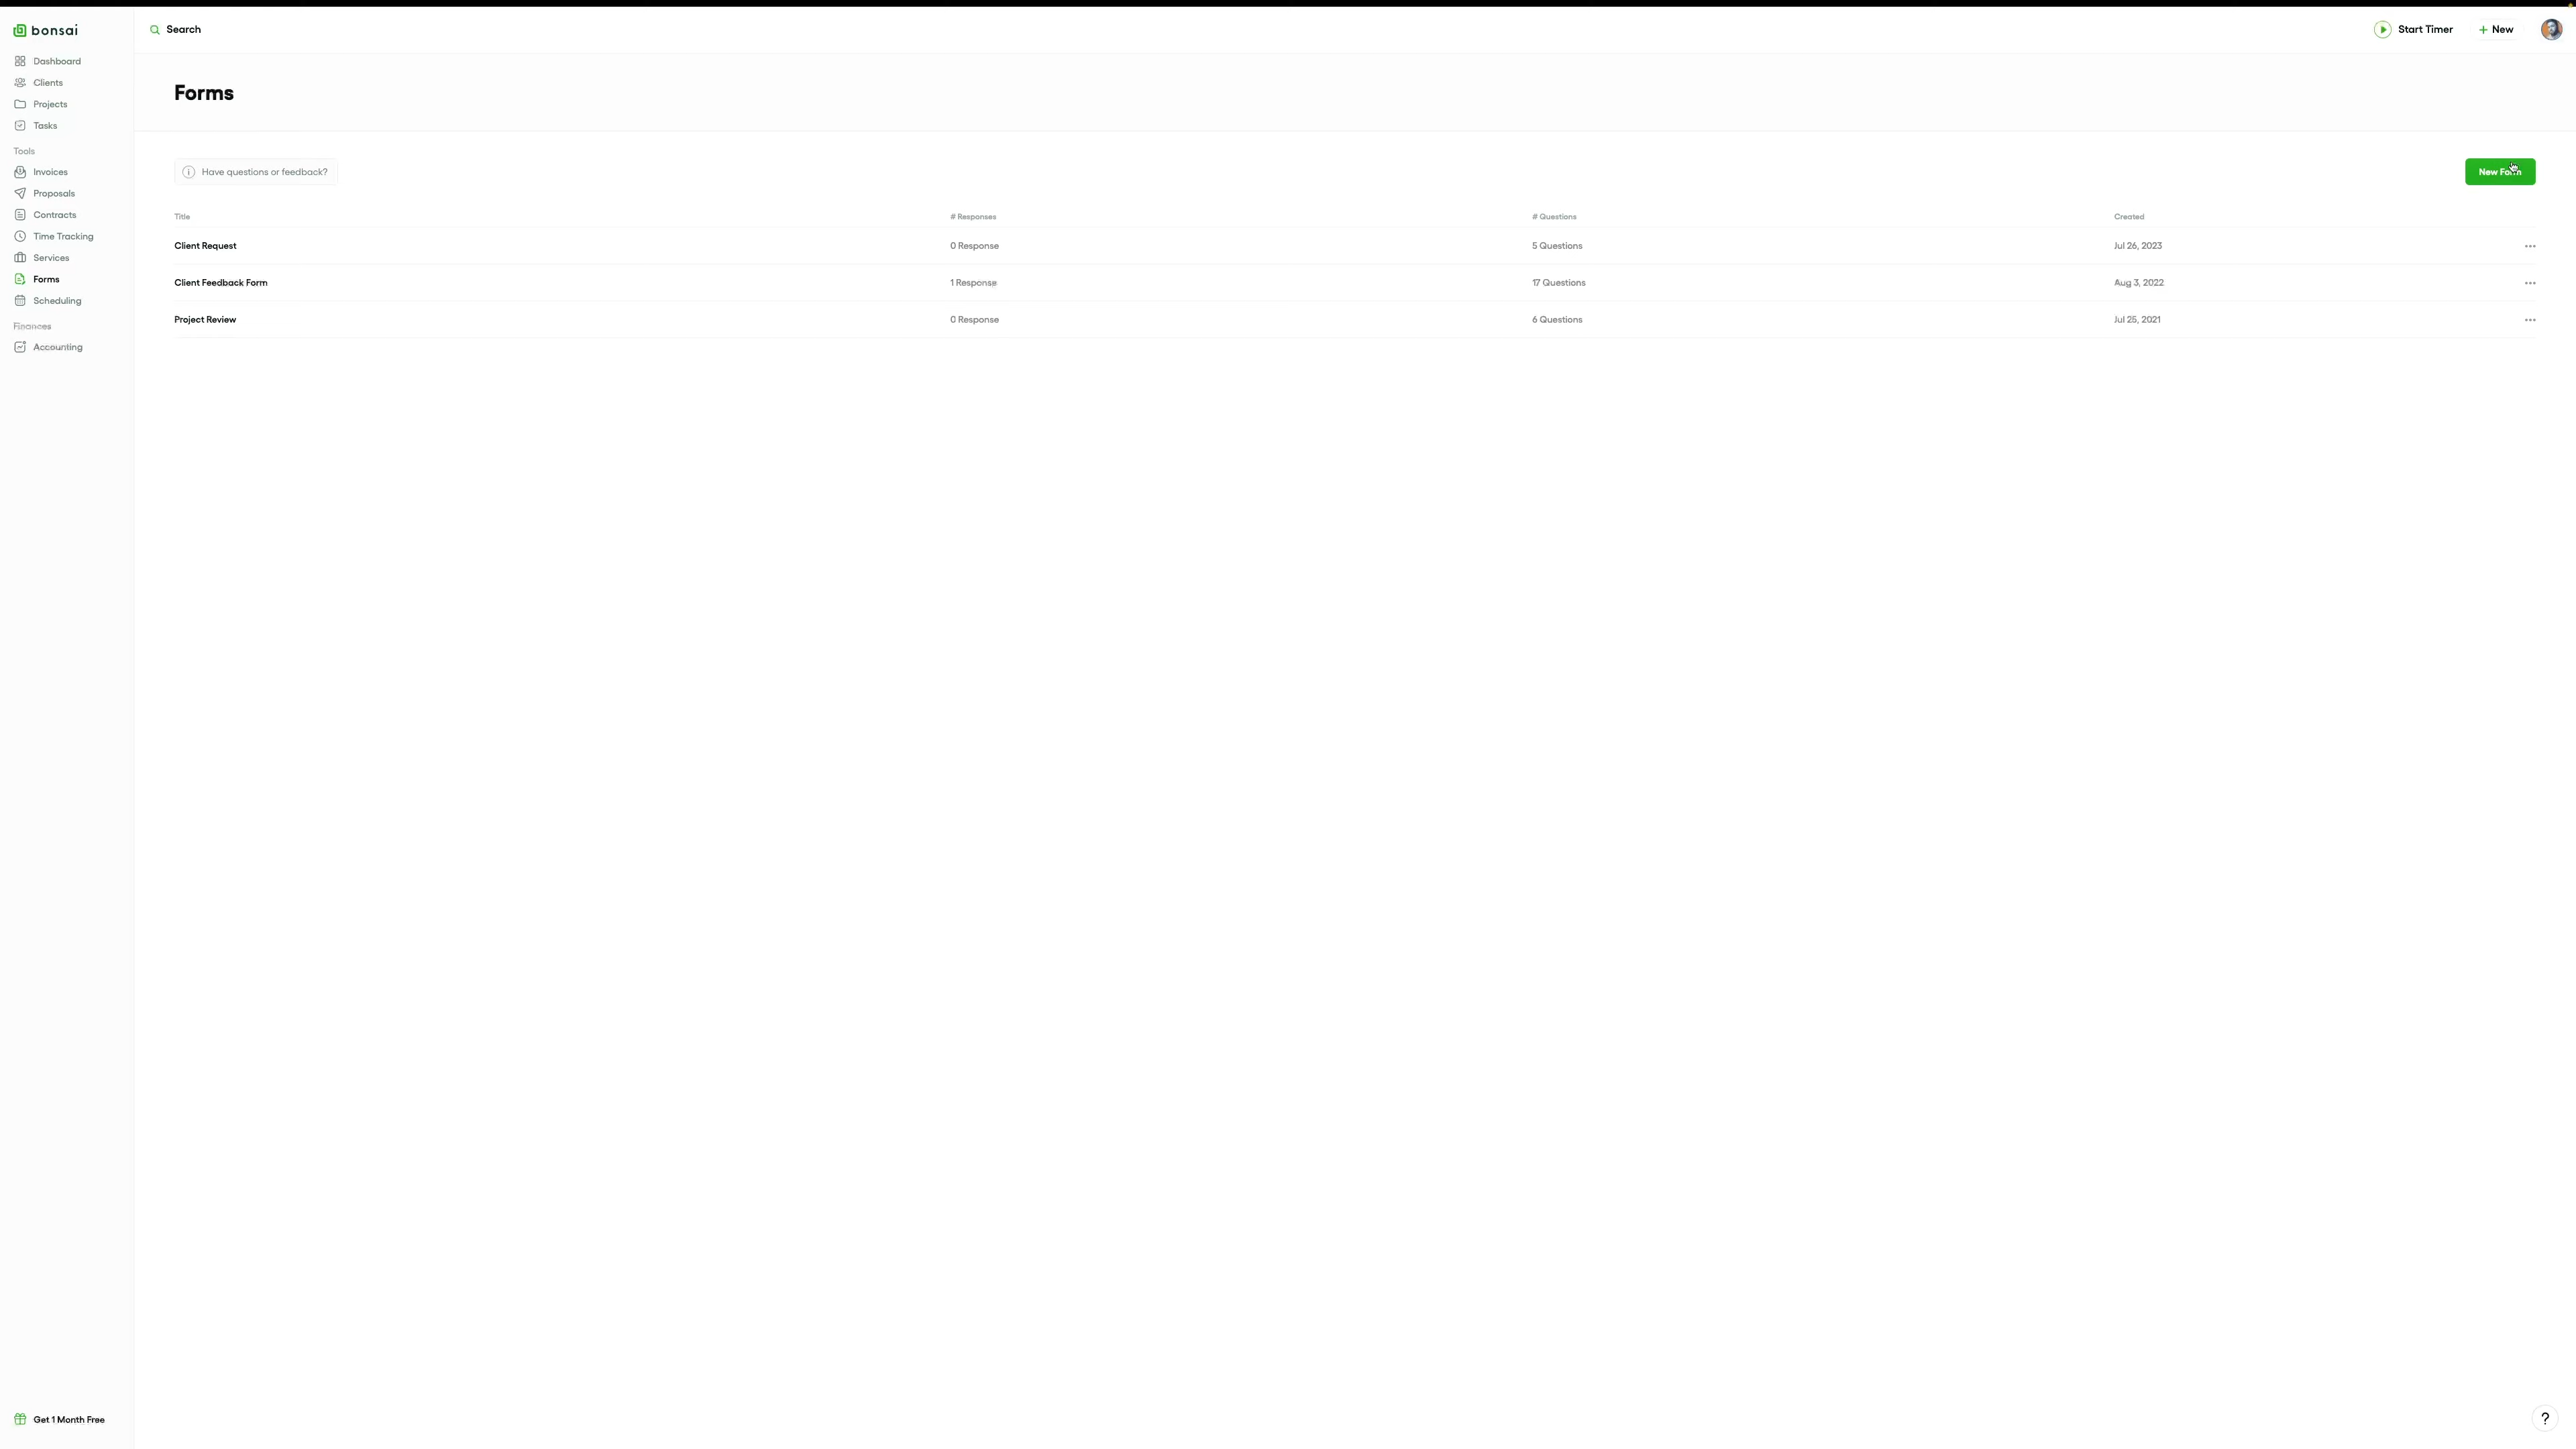 bonsai
Search
Start Timer
+ New
Dashboard
Clients
Projects
Tasks
Tools
Invoices
Proposals
Contracts
Time Tracking
Services
Forms
Scheduling
Finances
Accounting
Get 1 Month Free
Forms
Have questions or feedback?
New Form
Title # Responses # Questions Created
Client Request 0 Response 5 Questions Jul 26, 2023
Client Feedback Form 1 Response 17 Questions Aug 3, 2022
Project Review 0 Response 6 Questions Jul 25, 2021
?